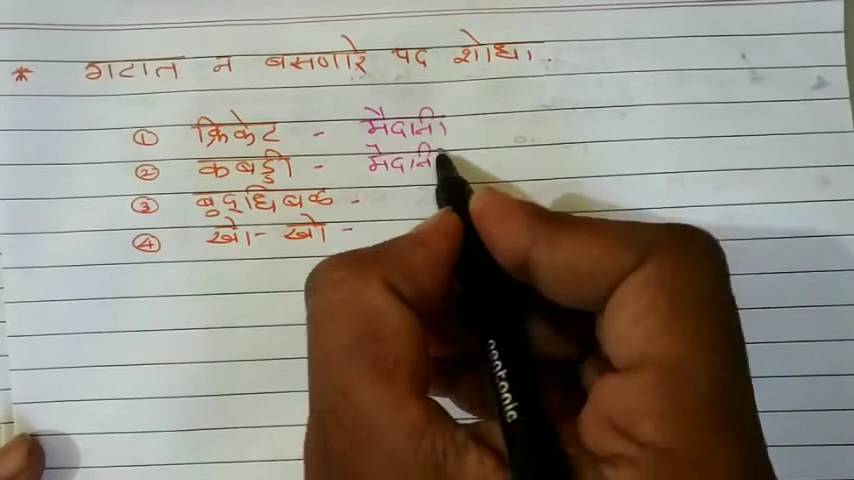 * गटात न बसणारे पद शोधा.
① क्रिकेट - मैदानी
② कबड्डी - मैदानी
③ बुद्धिबळ -
④ खो-खो -